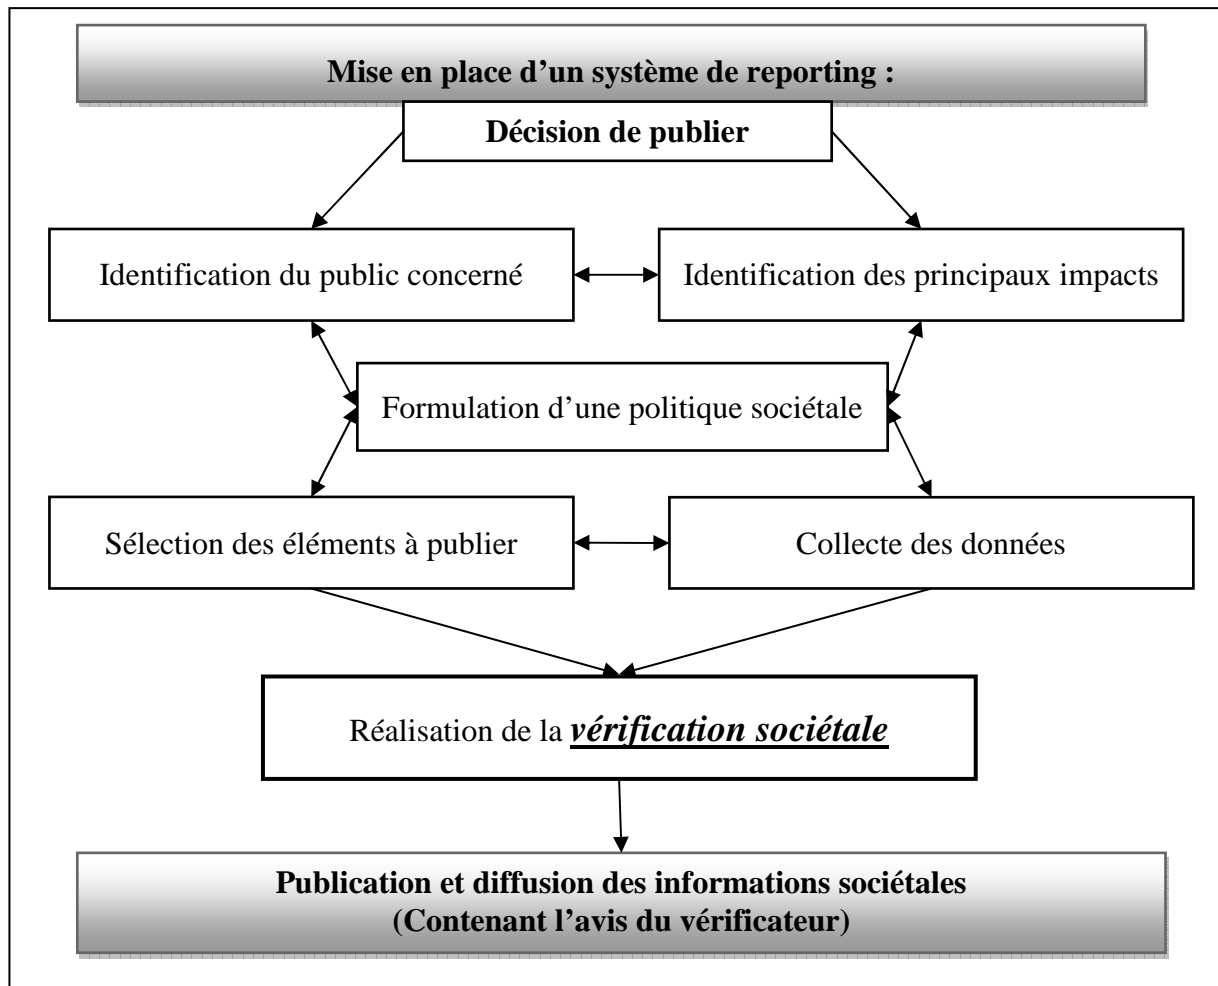 Mise en place d’un système de reporting :
Décision de publier
Identification du public concerné
Identification des principaux impacts
Formulation d’une politique sociétale
Sélection des éléments à publier
Collecte des données
Réalisation de la vérification sociétale
Publication et diffusion des informations sociétales
(Contenant l’avis du vérificateur)